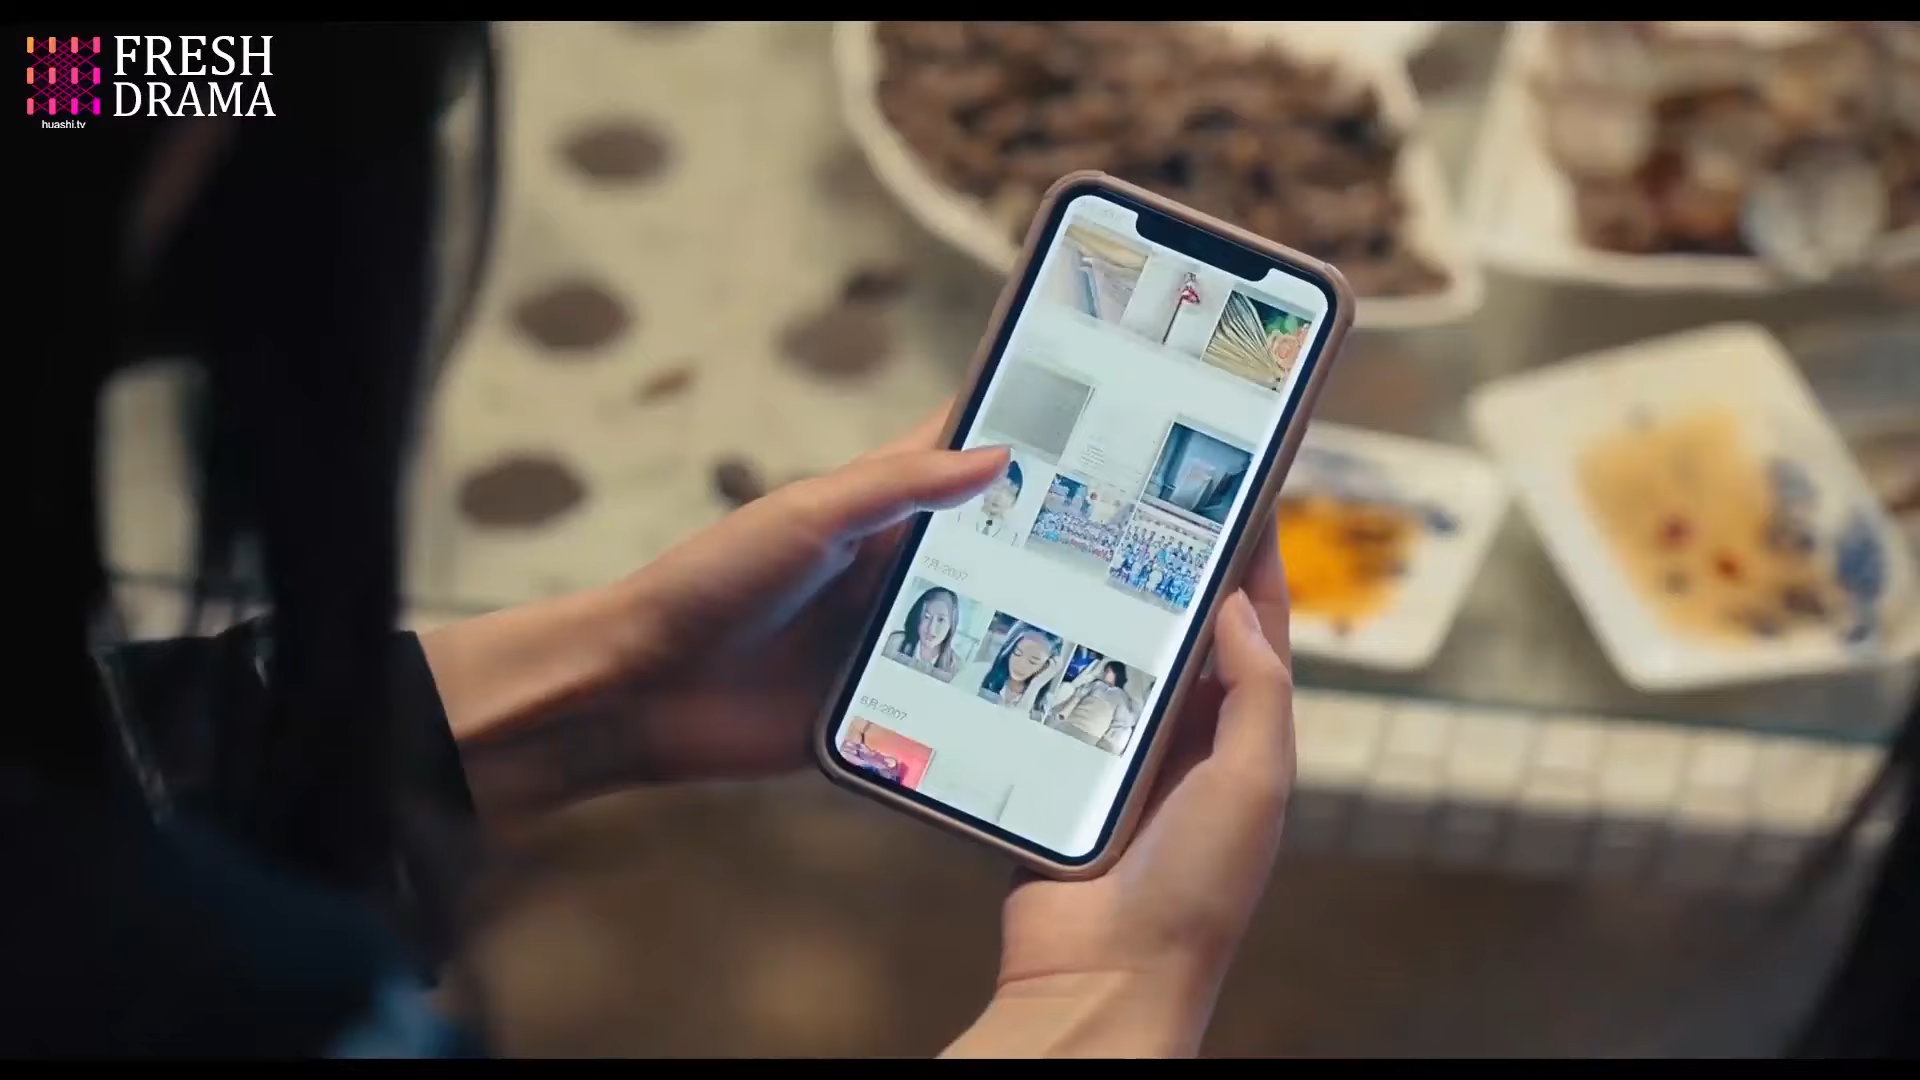 FRESH
DRAMA
huashi.tv
7月 2007
6月 2007